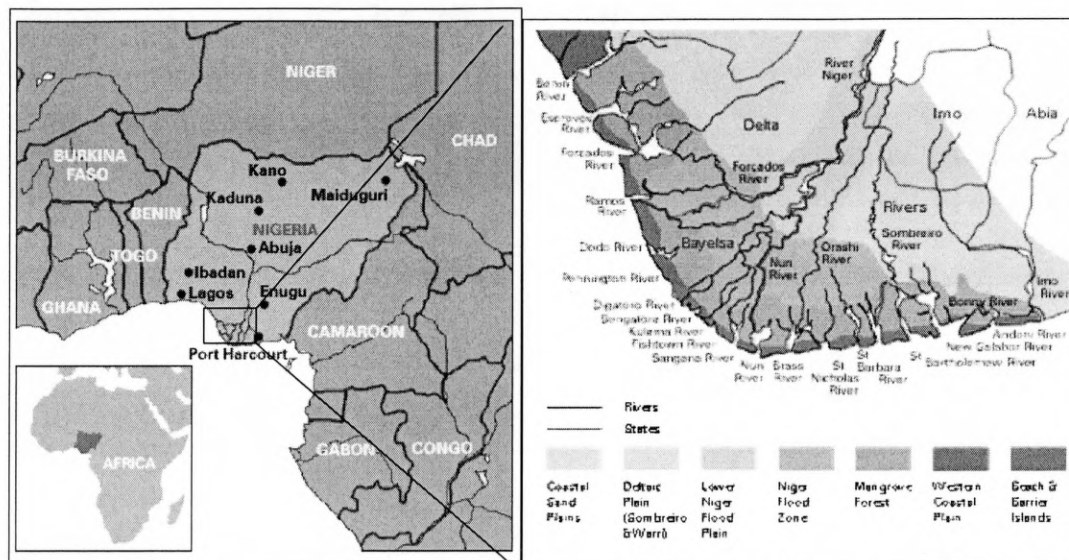 NIGER
CHAD
BURKINA
FASO
Kano
Maiduguri
Kaduna
BENIN
NIGERIA
Abuja
TOGO
Ibadan
Enugu
Lagos
GHANA
CAMAROON
Port Harcourt
GABON
CONGO
AFRICA
River
Niger
Benin
River
Imo
Abia
Escravos
River
Delta
Forcados
River
Forcados
River
Ramos
River
Rivers
Sombreiro
River
Dodo River
Bayelsa
Nun
River
Orashi
River
Pennington River
Imo
River
Digatoro River
Bengatoro River
Kulama River
Fishtown River
Sangana River
Bonny River
Andoni River
New Calabar River
St
Bartholomew River
Nun
River
Brass
River
St
Nicholas
River
St
Barbara
River
Rivers
States
Coastal
Sand
Plains
Deltaic
Plain
(Sombreiro
& Warri)
Lower
Niger
Flood
Plain
Niger
Flood
Zone
Mangrove
Forest
Western
Coastal
Plain
Beach &
Barrier
Islands